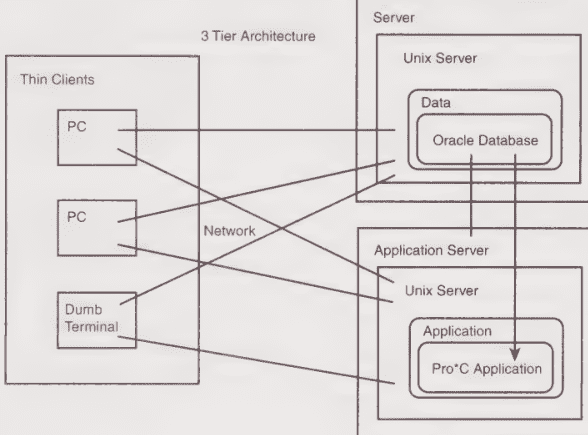 3 Tier Architecture
Thin Clients
PC
PC
Network
Dumb
Terminal
Server
Unix Server
Data
Oracle Database
Application Server
Unix Server
Application
Pro*C Application